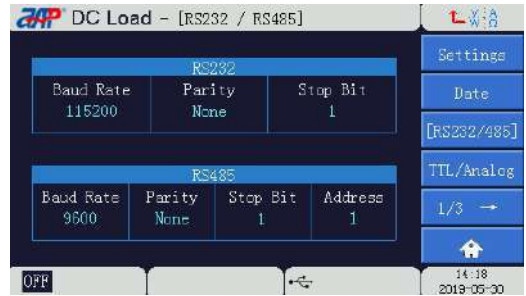 ZAP DC Load - [RS232 / RS485]
RS232
Baud Rate Parity Stop Bit
115200 None 1
RS485
Baud Rate Parity Stop Bit Address
9600 None 1 1
Settings
Date
[RS232/485]
TTL/Analog
1/3 →
OFF
14:18
2019-05-30